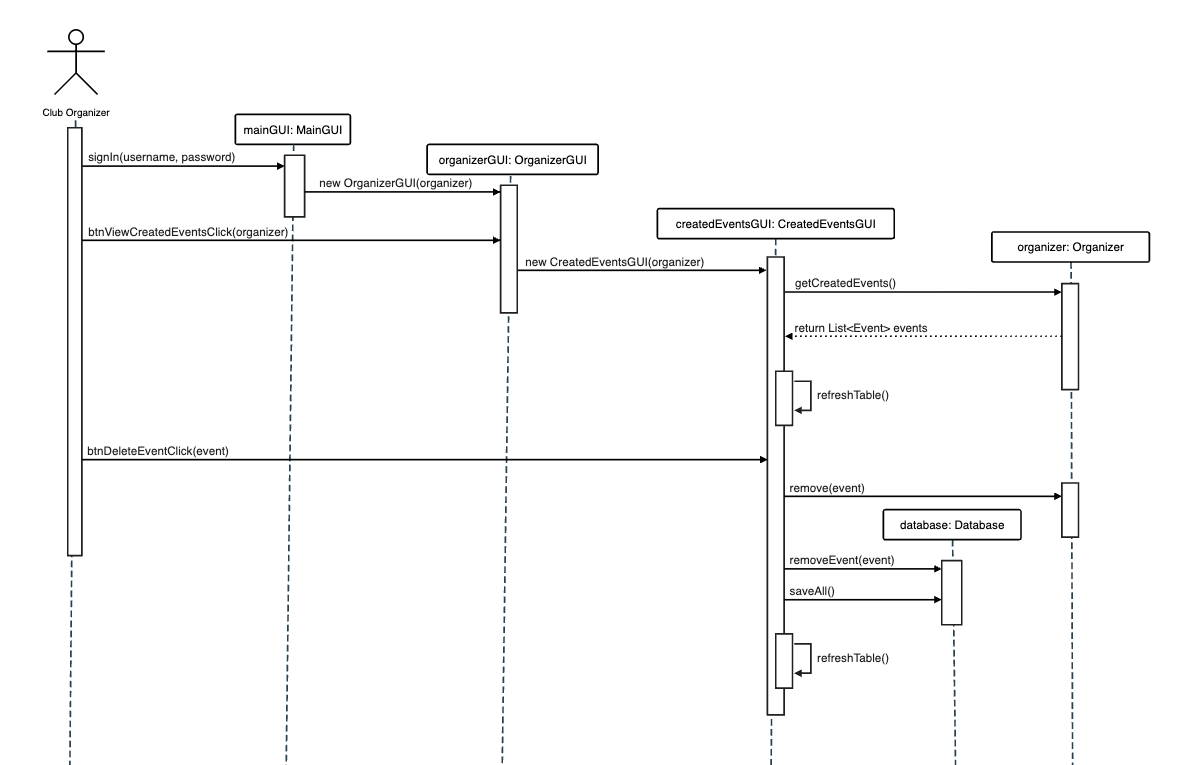 Club Organizer
mainGUI: MainGUI
organizerGUI: OrganizerGUI
signIn(username, password)
new OrganizerGUI(organizer)
createdEventsGUI: CreatedEventsGUI
btnViewCreatedEventsClick(organizer)
organizer: Organizer
new CreatedEventsGUI(organizer)
getCreatedEvents()
return List<Event> events
refreshTable()
btnDeleteEventClick(event)
remove(event)
database: Database
removeEvent(event)
saveAll()
refreshTable()